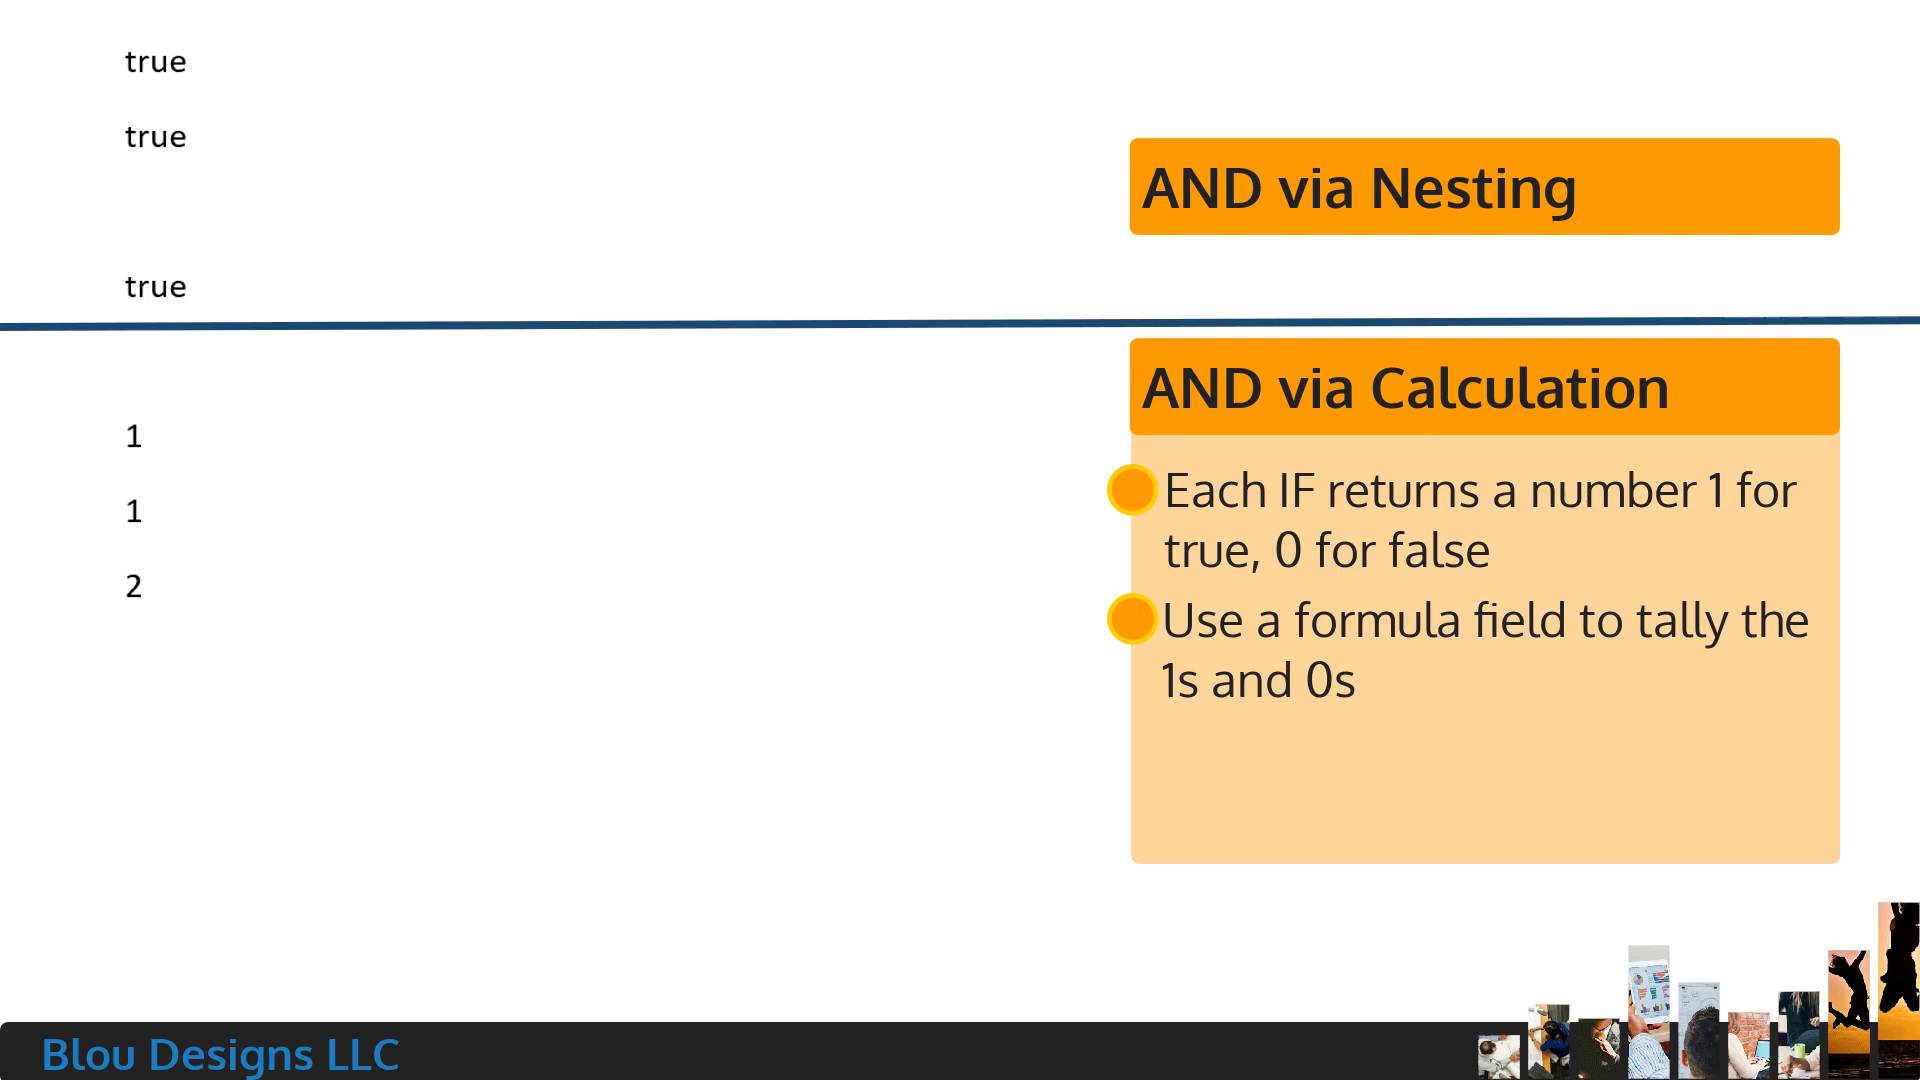 true
true
true
AND via Nesting
AND via Calculation
1
1
2
Each IF returns a number 1 for
true, 0 for false
Use a formula field to tally the
1s and 0s
Blou Designs LLC